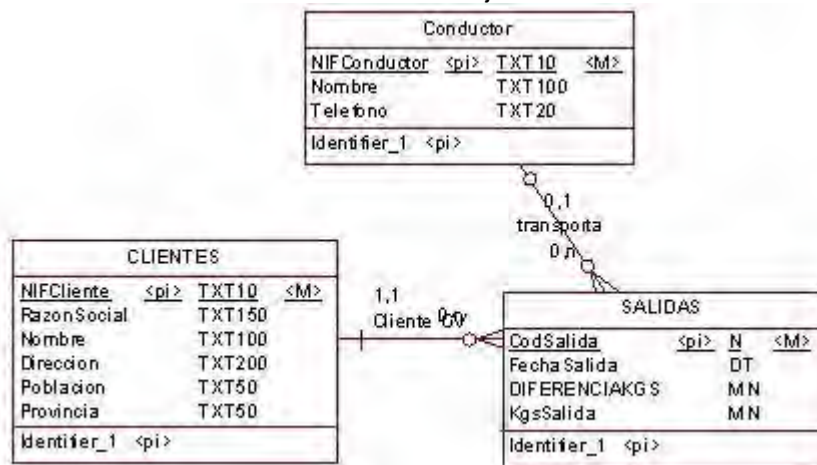 Conductor
NIFConductor <pi> TXT10 <M>
Nombre TXT100
Telefono TXT20
Identifier_1 <pi>
0,1
transporta
0,n
CLIENTES
NIFCliente <pi> TXT10 <M>
RazonSocial TXT150
Nombre TXT100
Direccion TXT200
Poblacion TXT50
Provincia TXT50
Identifier_1 <pi>
1,1
Cliente
SALIDAS
CodSalida <pi> N <M>
FechaSalida DT
DIFERENCIAKGS MN
KgsSalida MN
Identifier_1 <pi>